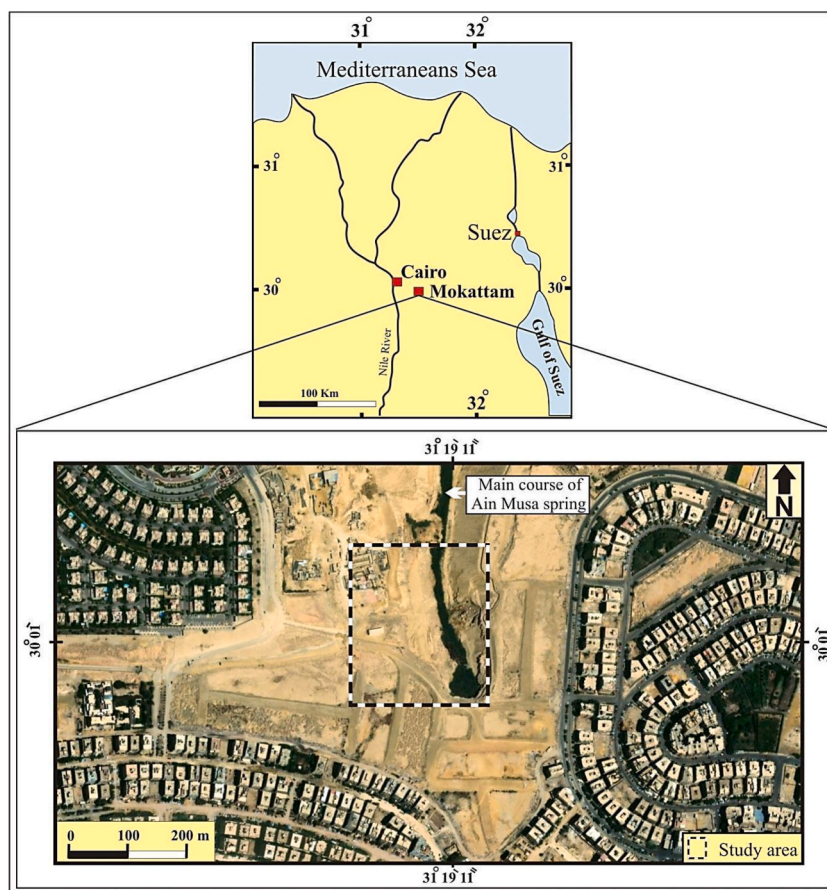 31° 32°
Mediterraneans Sea
31° 31°
Suez
Cairo
30° Mokattam 30°
Nile River
Gulf of Suez
100 Km
31° 32°
31° 19' 11"
Main course of
Ain Musa spring
N
30° 01' 30° 01'
0 100 200 m
Study area
31° 19' 11"